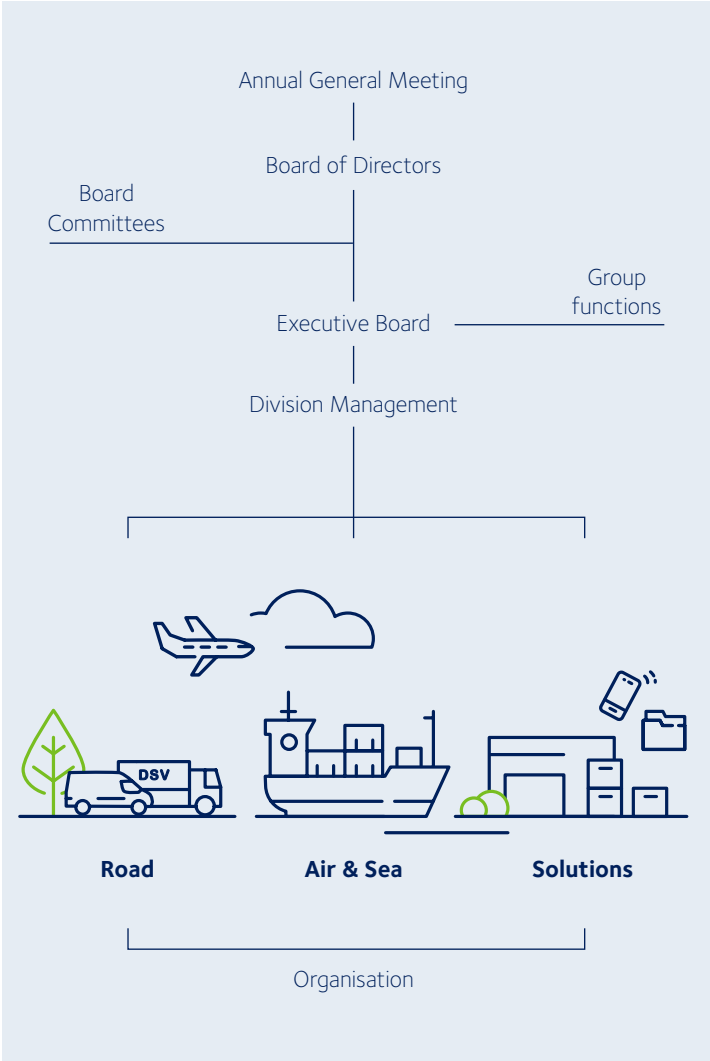 Annual General Meeting
Board of Directors
Board
Committees
Group
functions
Executive Board
Division Management
DSV
Road
Air & Sea
Solutions
Organisation